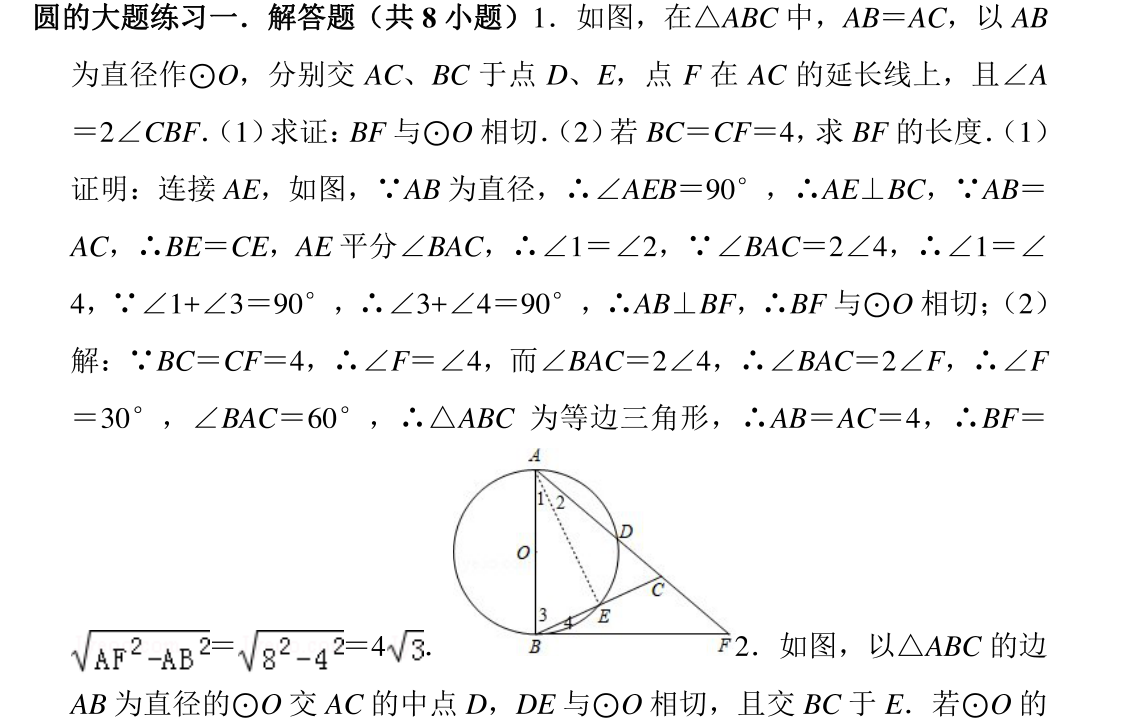 圆的大题练习一．解答题（共 8 小题）1．如图，在△ABC 中，AB＝AC，以 AB
为直径作⊙O，分别交 AC、BC 于点 D、E，点 F 在 AC 的延长线上，且∠A
＝2∠CBF．（1）求证：BF 与⊙O 相切．（2）若 BC＝CF＝4，求 BF 的长度．（1）
证明：连接 AE，如图，∵AB 为直径，∴∠AEB＝90°，∴AE⊥BC，∵AB＝
AC，∴BE＝CE，AE 平分∠BAC，∴∠1＝∠2，∵∠BAC＝2∠4，∴∠1＝∠
4，∵∠1+∠3＝90°，∴∠3+∠4＝90°，∴AB⊥BF，∴BF 与⊙O 相切；（2）
解：∵BC＝CF＝4，∴∠F＝∠4，而∠BAC＝2∠4，∴∠BAC＝2∠F，∴∠F
＝30°，∠BAC＝60°，∴△ABC 为等边三角形，∴AB＝AC＝4，∴BF＝
A
1 2
D
O
C
3 4 E
B
F
√(AF²-AB²)＝√(8²-4²)＝4√3．
2．如图，以△ABC 的边
AB 为直径的⊙O 交 AC 的中点 D，DE 与⊙O 相切，且交 BC 于 E．若⊙O 的